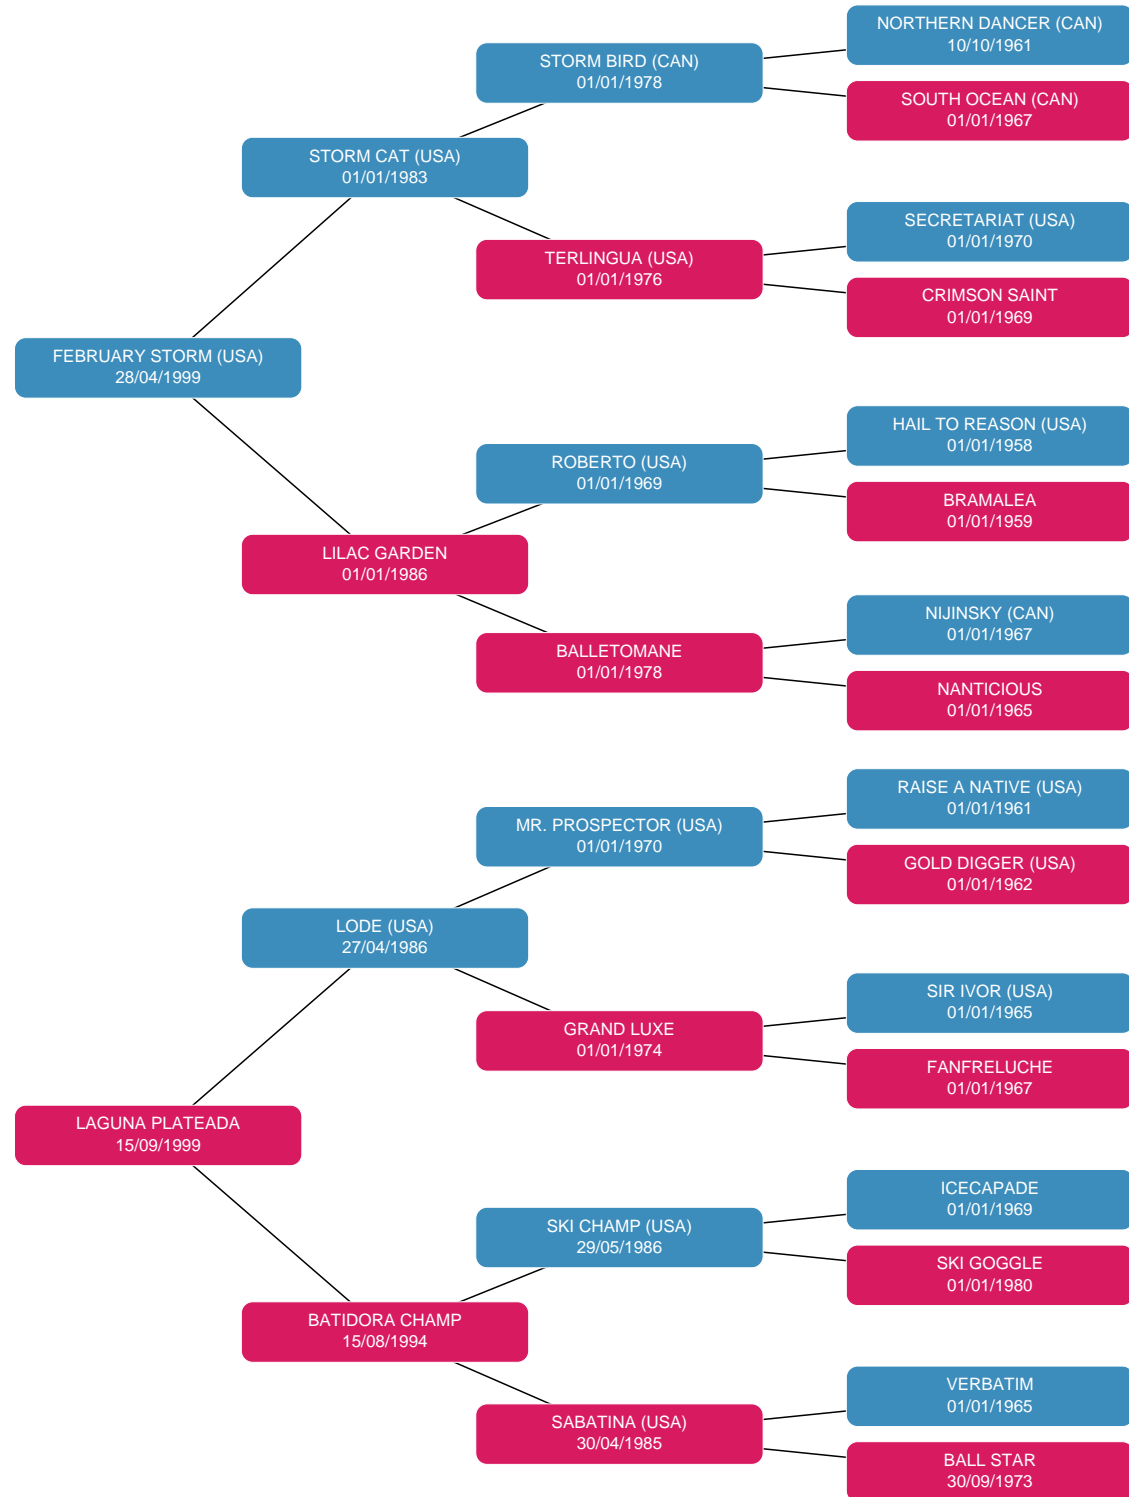 NORTHERN DANCER (CAN)
10/10/1961
STORM BIRD (CAN)
01/01/1978
SOUTH OCEAN (CAN)
01/01/1967
STORM CAT (USA)
01/01/1983
SECRETARIAT (USA)
01/01/1970
TERLINGUA (USA)
01/01/1976
CRIMSON SAINT
01/01/1969
FEBRUARY STORM (USA)
28/04/1999
HAIL TO REASON (USA)
01/01/1958
ROBERTO (USA)
01/01/1969
BRAMALEA
01/01/1959
LILAC GARDEN
01/01/1986
NIJINSKY (CAN)
01/01/1967
BALLETOMANE
01/01/1978
NANTICIOUS
01/01/1965
RAISE A NATIVE (USA)
01/01/1961
MR. PROSPECTOR (USA)
01/01/1970
GOLD DIGGER (USA)
01/01/1962
LODE (USA)
27/04/1986
SIR IVOR (USA)
01/01/1965
GRAND LUXE
01/01/1974
FANFRELUCHE
01/01/1967
LAGUNA PLATEADA
15/09/1999
ICECAPADE
01/01/1969
SKI CHAMP (USA)
29/05/1986
SKI GOGGLE
01/01/1980
BATIDORA CHAMP
15/08/1994
VERBATIM
01/01/1965
SABATINA (USA)
30/04/1985
BALL STAR
30/09/1973